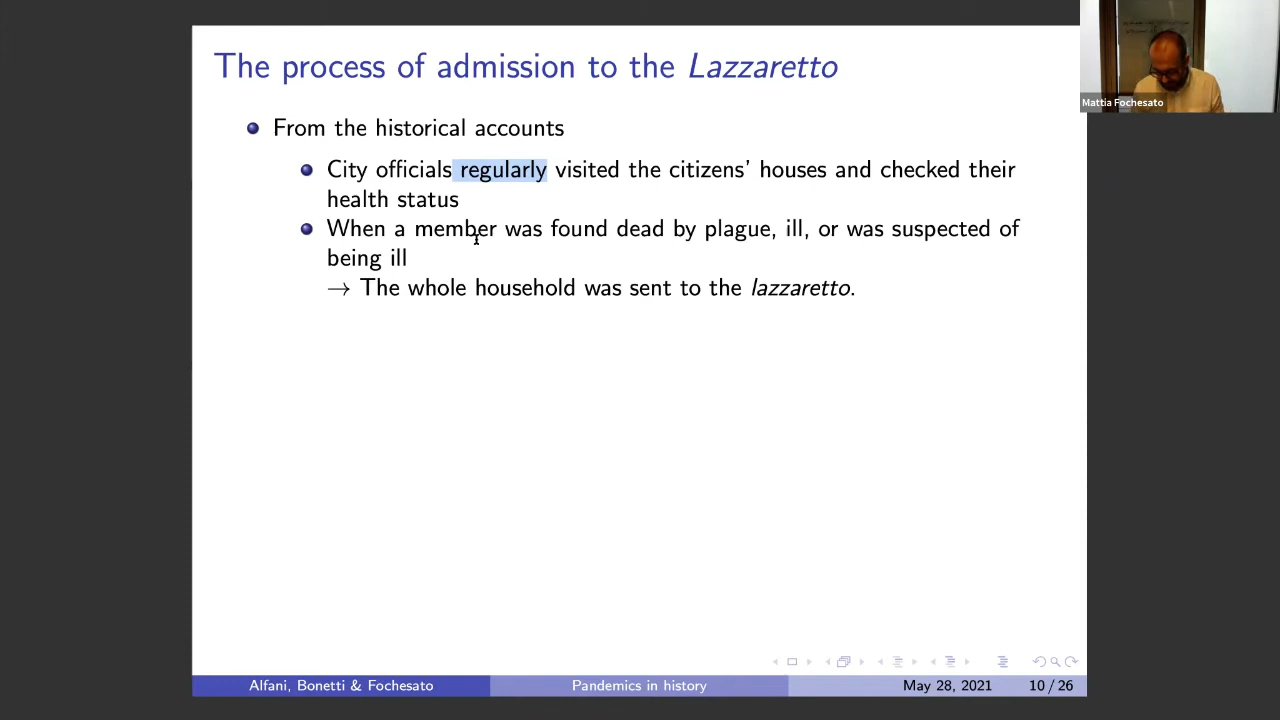 The process of admission to the Lazzaretto
From the historical accounts
City officials regularly visited the citizens' houses and checked their
health status
When a member was found dead by plague, ill, or was suspected of
being ill
→ The whole household was sent to the lazzaretto.
Mattia Fochesato
Alfani, Bonetti & Fochesato
Pandemics in history
May 28, 2021
10 / 26